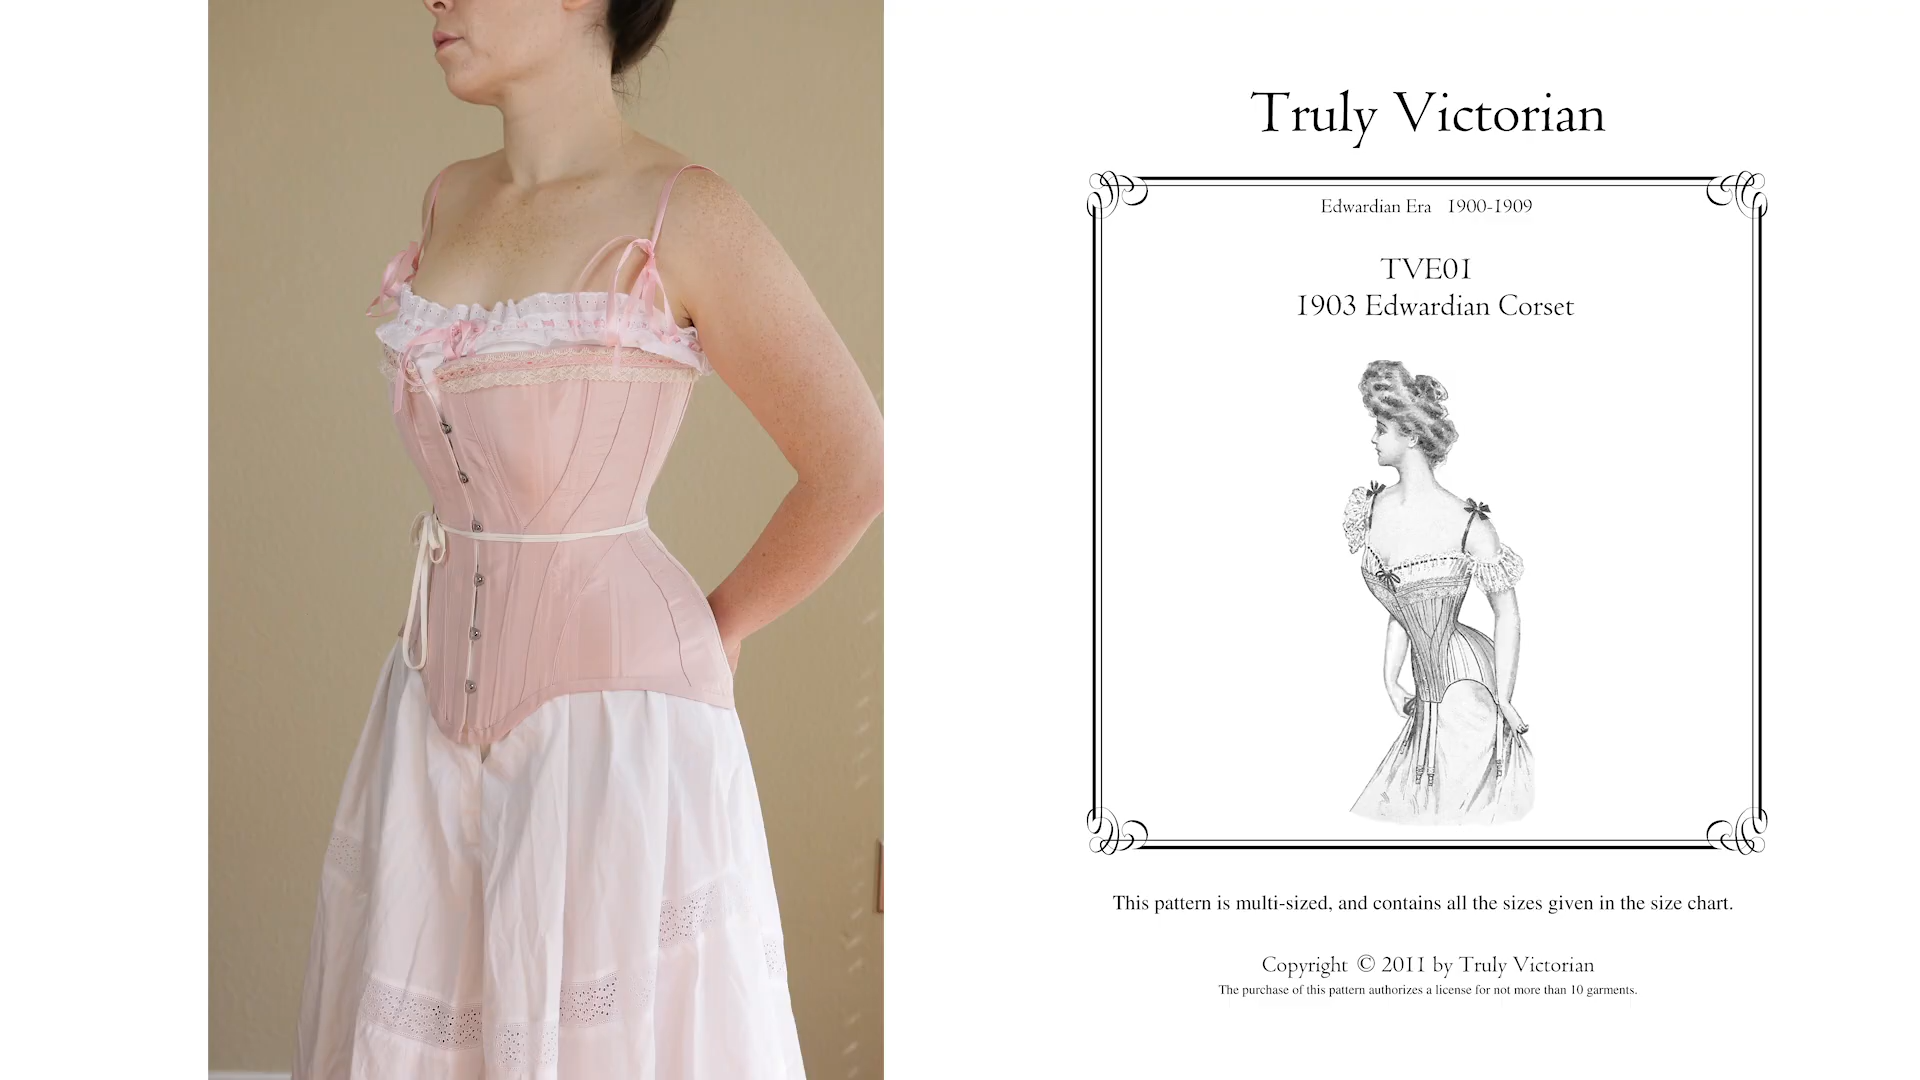 Truly Victorian
Edwardian Era 1900-1909
TVE01
1903 Edwardian Corset
This pattern is multi-sized, and contains all the sizes given in the size chart.
Copyright © 2011 by Truly Victorian
The purchase of this pattern authorizes a license for not more than 10 garments.